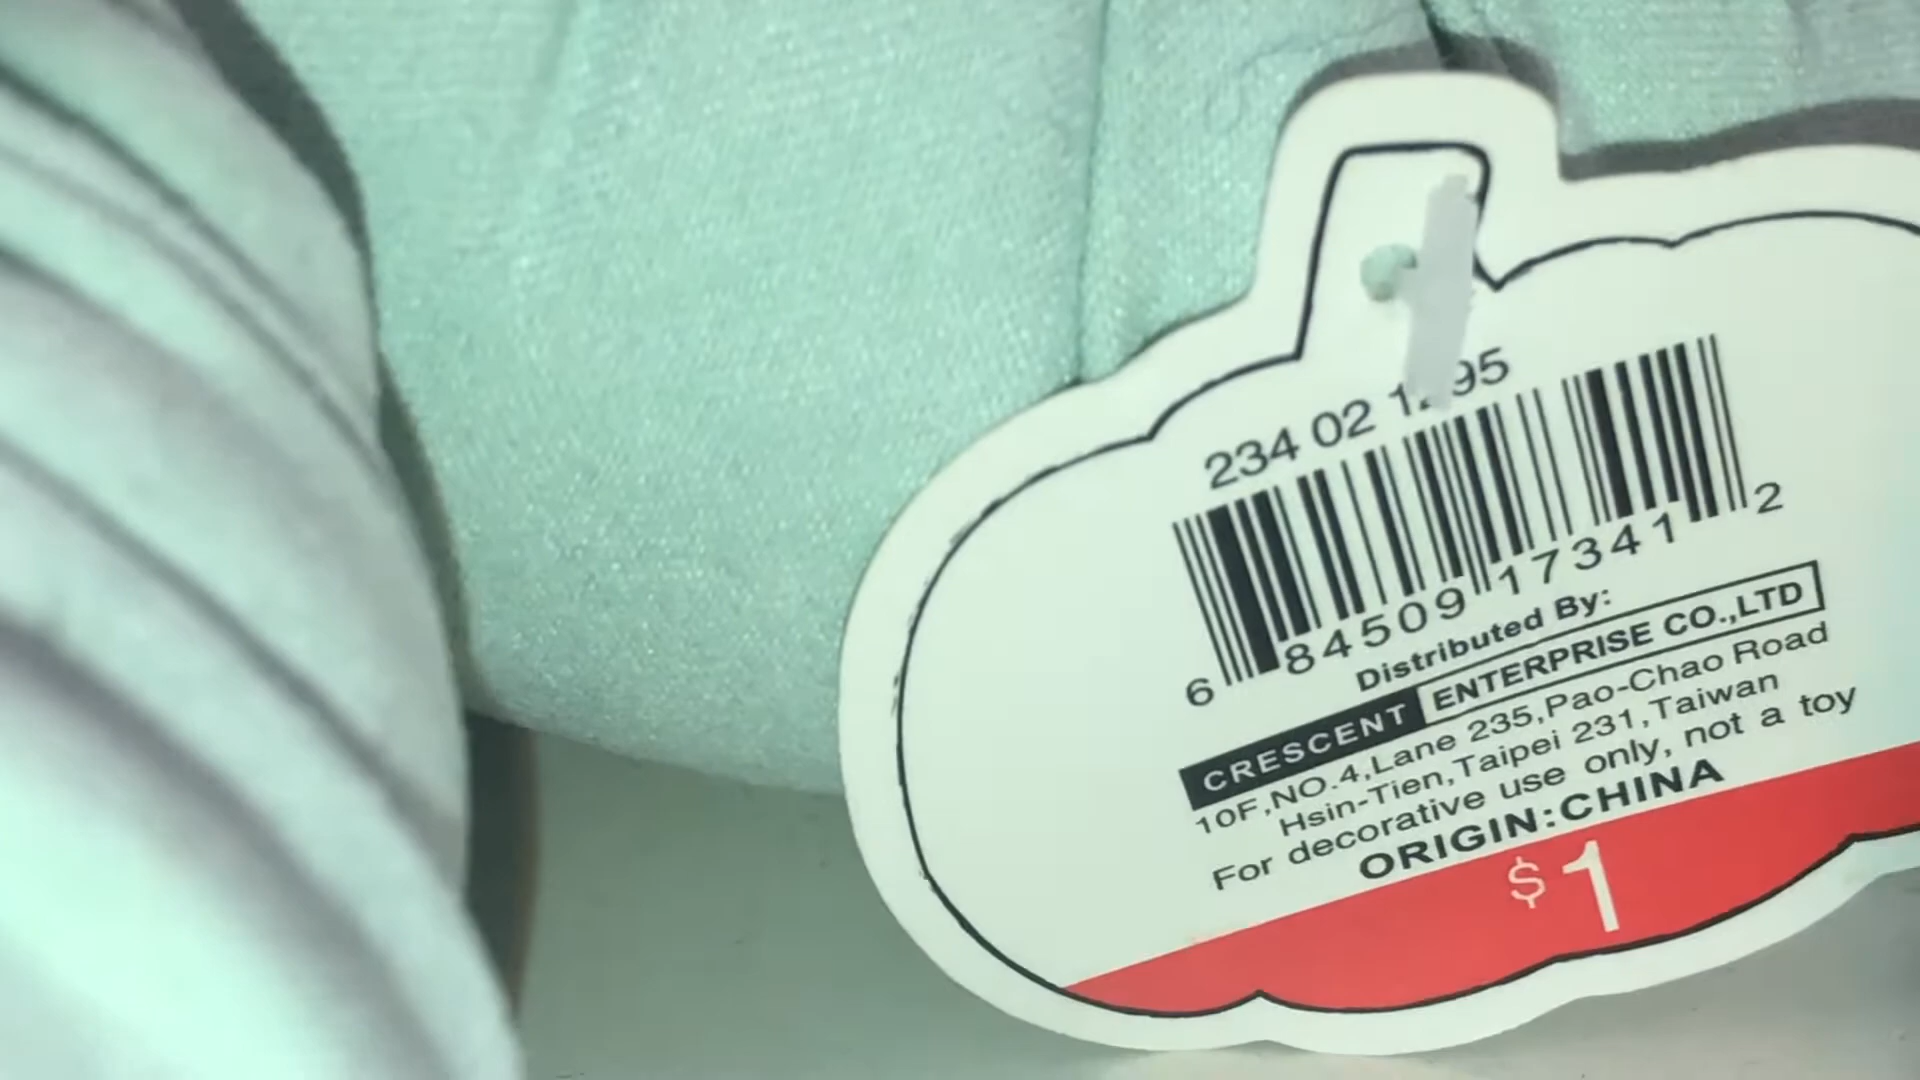 234 02 95
6 84509 17341 2
Distributed By:
CRESCENT ENTERPRISE CO.,LTD
10F,NO.4,Lane 235,Pao-Chao Road
Hsin-Tien,Taipei 231,Taiwan
For decorative use only, not a toy
ORIGIN:CHINA
$1